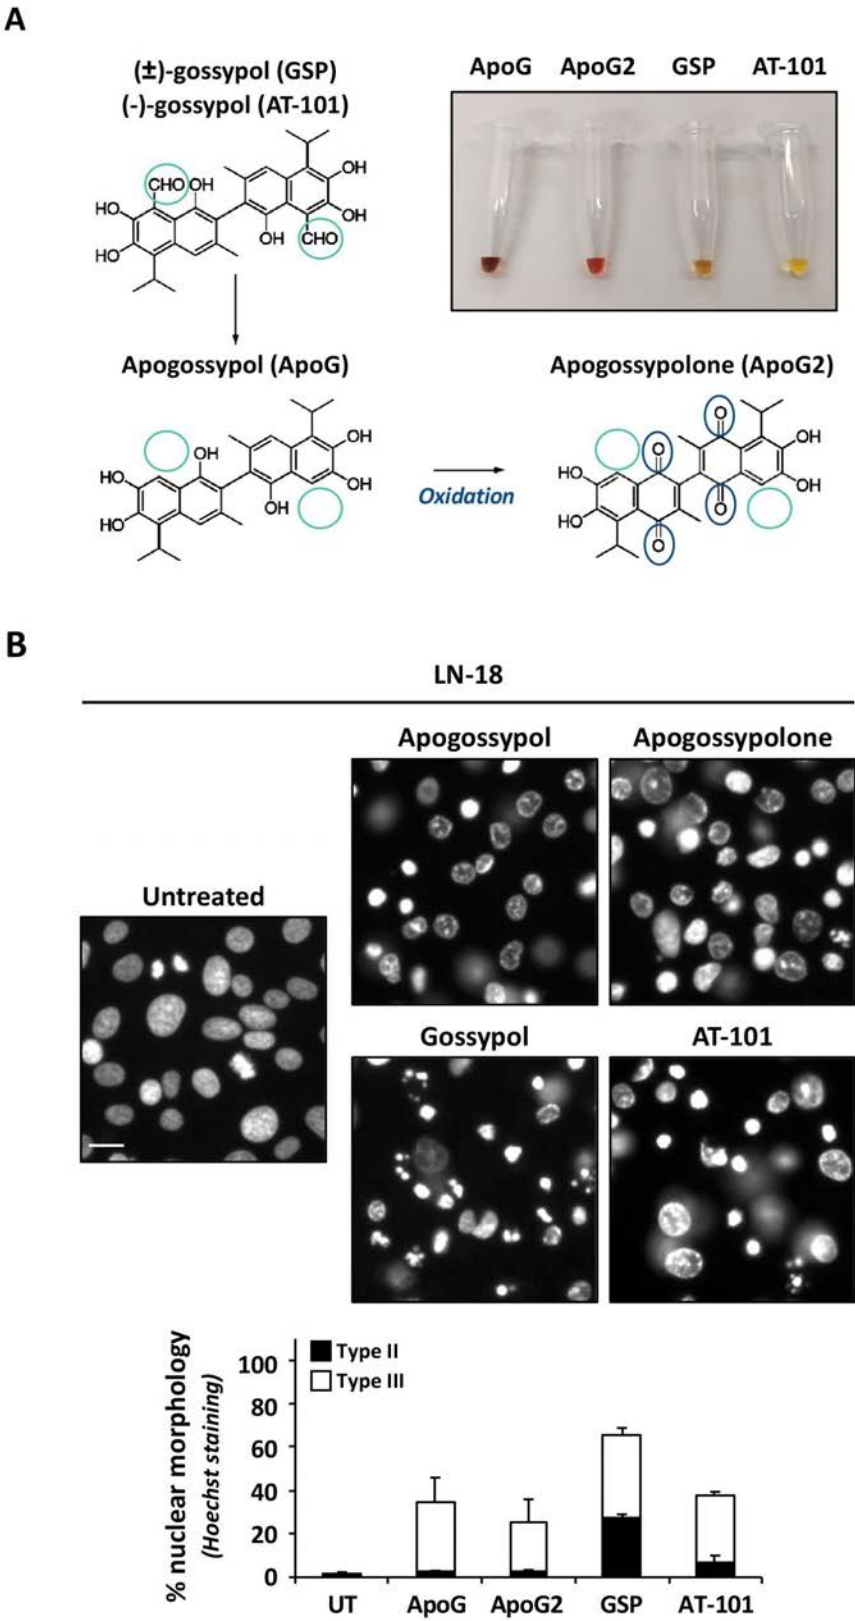 A
(±)-gossypol (GSP)
(-)-gossypol (AT-101)
CHO OH
OH
HO
OH
HO
OH
CHO
ApoG ApoG2 GSP AT-101
Apogossypol (ApoG)
OH
OH
HO
OH
HO
OH
Oxidation
Apogossypolone (ApoG2)
O
O
OH
HO
OH
HO
O
O
B
LN-18
Apogossypol Apogossypolone
Untreated
Gossypol AT-101
% nuclear morphology
(Hoechst staining)
100
80
60
40
20
0
Type II
Type III
UT ApoG ApoG2 GSP AT-101